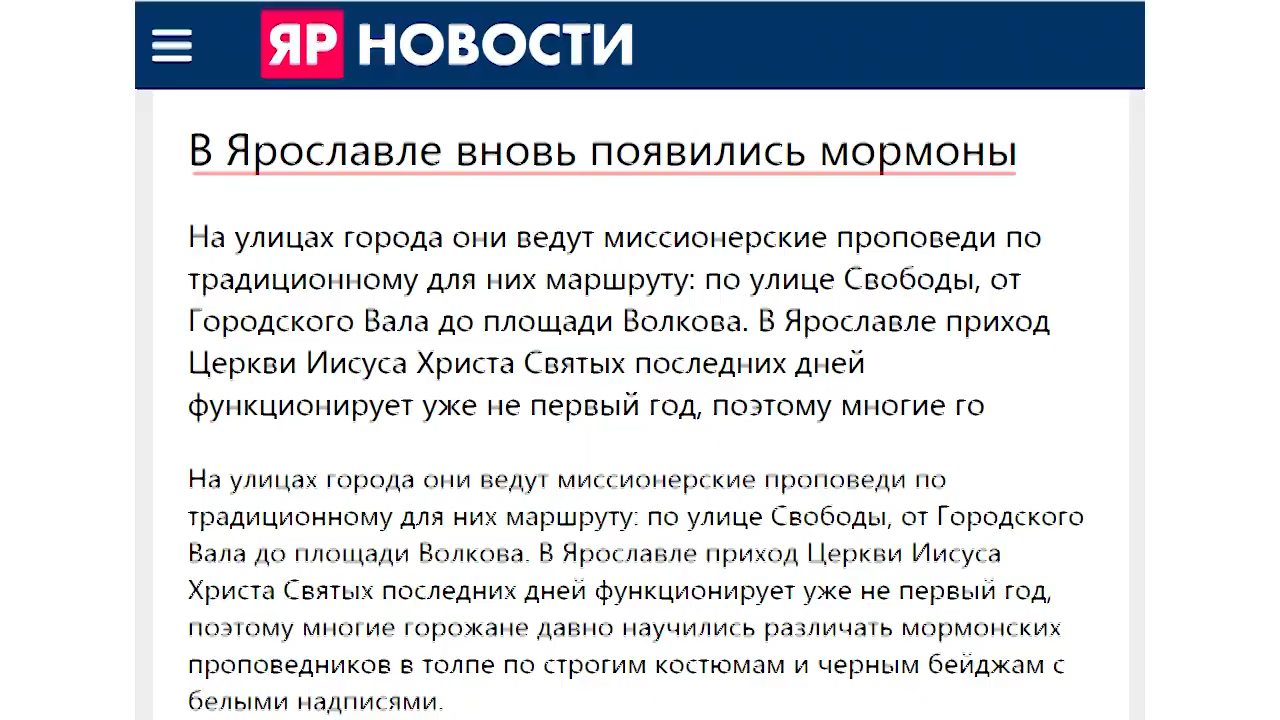 ЯР НОВОСТИ
В Ярославле вновь появились мормоны
На улицах города они ведут миссионерские проповеди по
традиционному для них маршруту: по улице Свободы, от
Городского Вала до площади Волкова. В Ярославле приход
Церкви Иисуса Христа Святых последних дней
функционирует уже не первый год, поэтому многие го
На улицах города они ведут миссионерские проповеди по
традиционному для них маршруту: по улице Свободы, от Городского
Вала до площади Волкова. В Ярославле приход Церкви Иисуса
Христа Святых последних дней функционирует уже не первый год,
поэтому многие горожане давно научились различать мормонских
проповедников в толпе по строгим костюмам и черным бейджам с
белыми надписями.